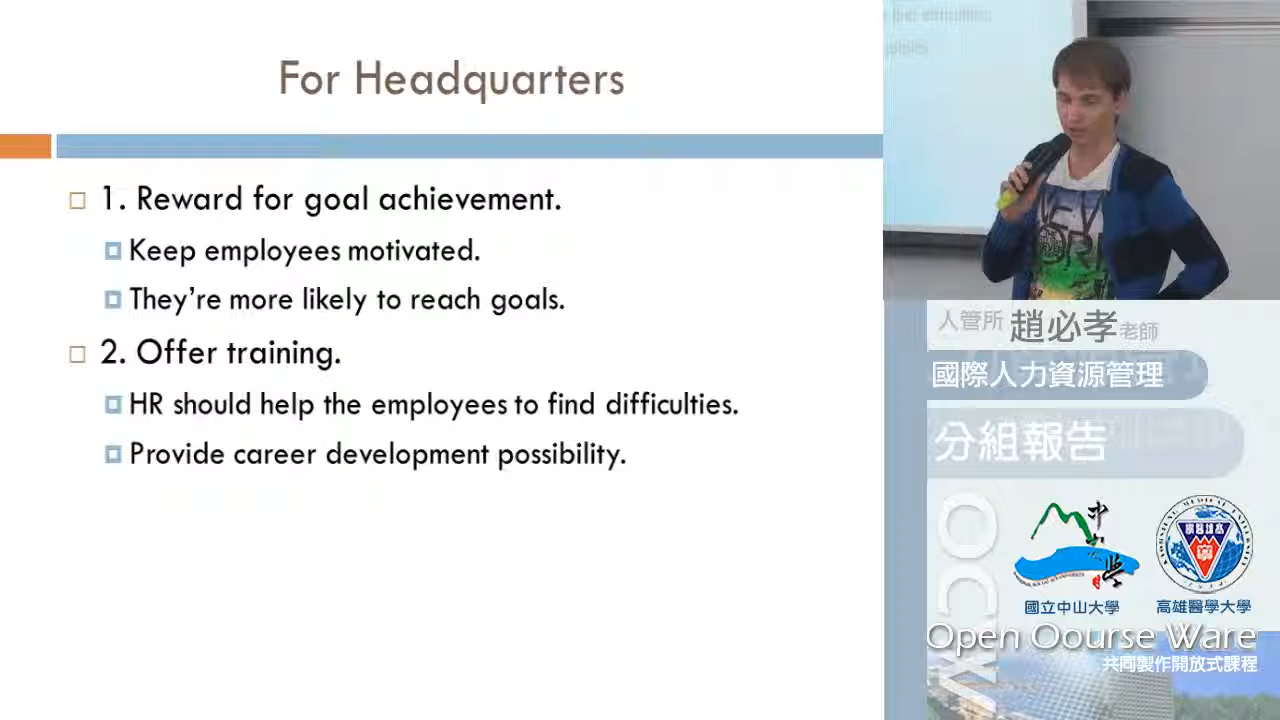 For Headquarters
1. Reward for goal achievement.
Keep employees motivated.
They're more likely to reach goals.
2. Offer training.
HR should help the employees to find difficulties.
Provide career development possibility.
NEW
人管所 趙必孝老師
國際人力資源管理
分組報告
OCW
國立中山大學
高雄醫學大學
Open Oourse Ware
共同製作開放式課程